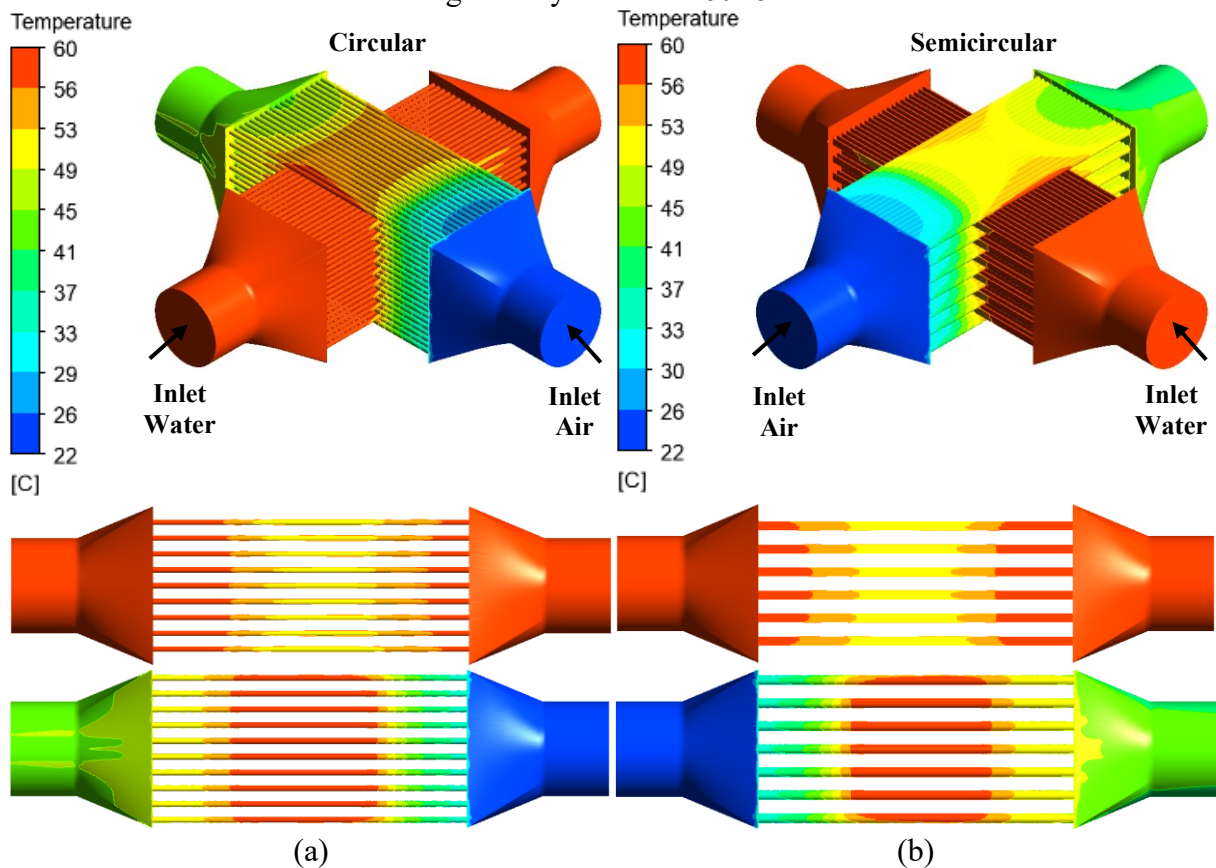 Temperature
Circular
60
56
53
49
45
41
37
33
29
26
22
[C]
Inlet
Water
Inlet
Air
Temperature
Semicircular
60
56
53
49
45
41
37
33
30
26
22
[C]
Inlet
Air
Inlet
Water
(a)
(b)